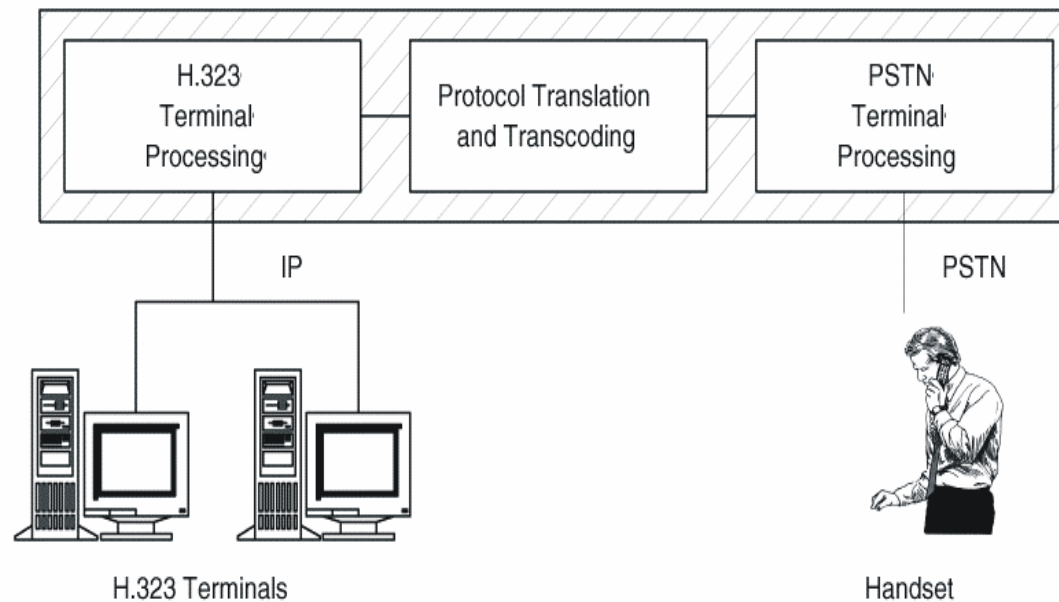 H.323
Terminal
Processing
Protocol Translation
and Transcoding
PSTN
Terminal
Processing
IP
PSTN
H.323 Terminals
Handset